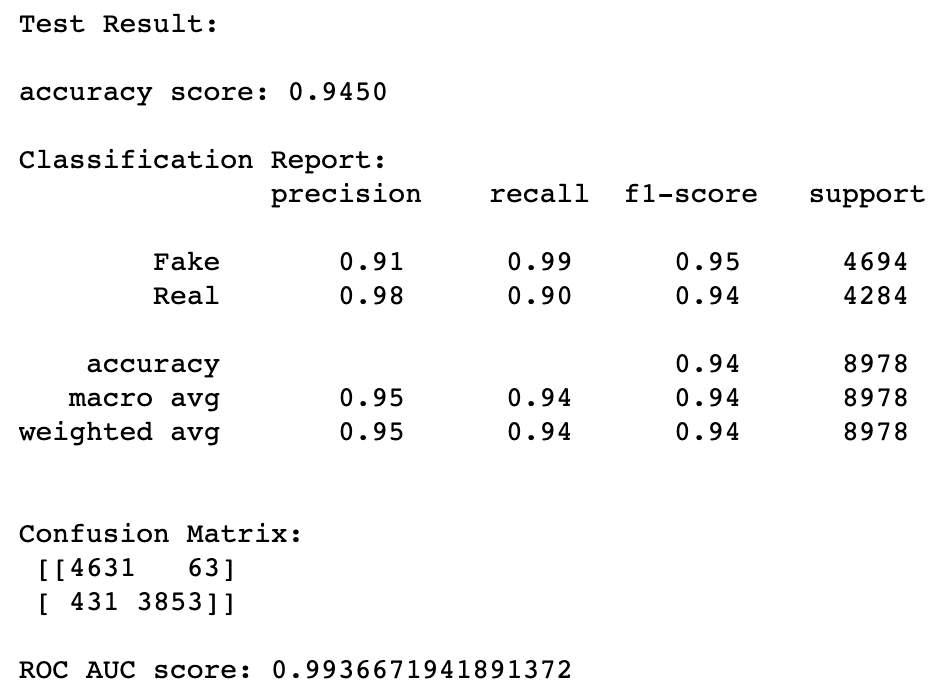 Test Result:
accuracy score: 0.9450
Classification Report:
precision recall f1-score support
Fake 0.91 0.99 0.95 4694
Real 0.98 0.90 0.94 4284
accuracy 0.94 8978
macro avg 0.95 0.94 0.94 8978
weighted avg 0.95 0.94 0.94 8978
Confusion Matrix:
[[4631 63]
[ 431 3853]]
ROC AUC score: 0.9936671941891372